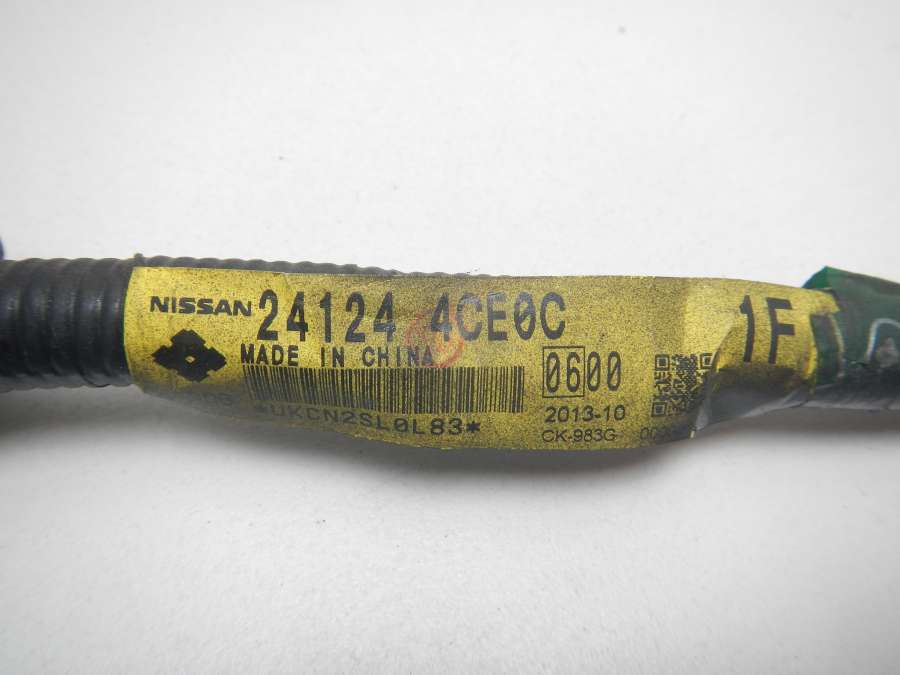 NISSAN 24124 4CE0C 1F
MADE IN CHINA
0600
*UKCN2SL0L83*
2013-10
CK-983G